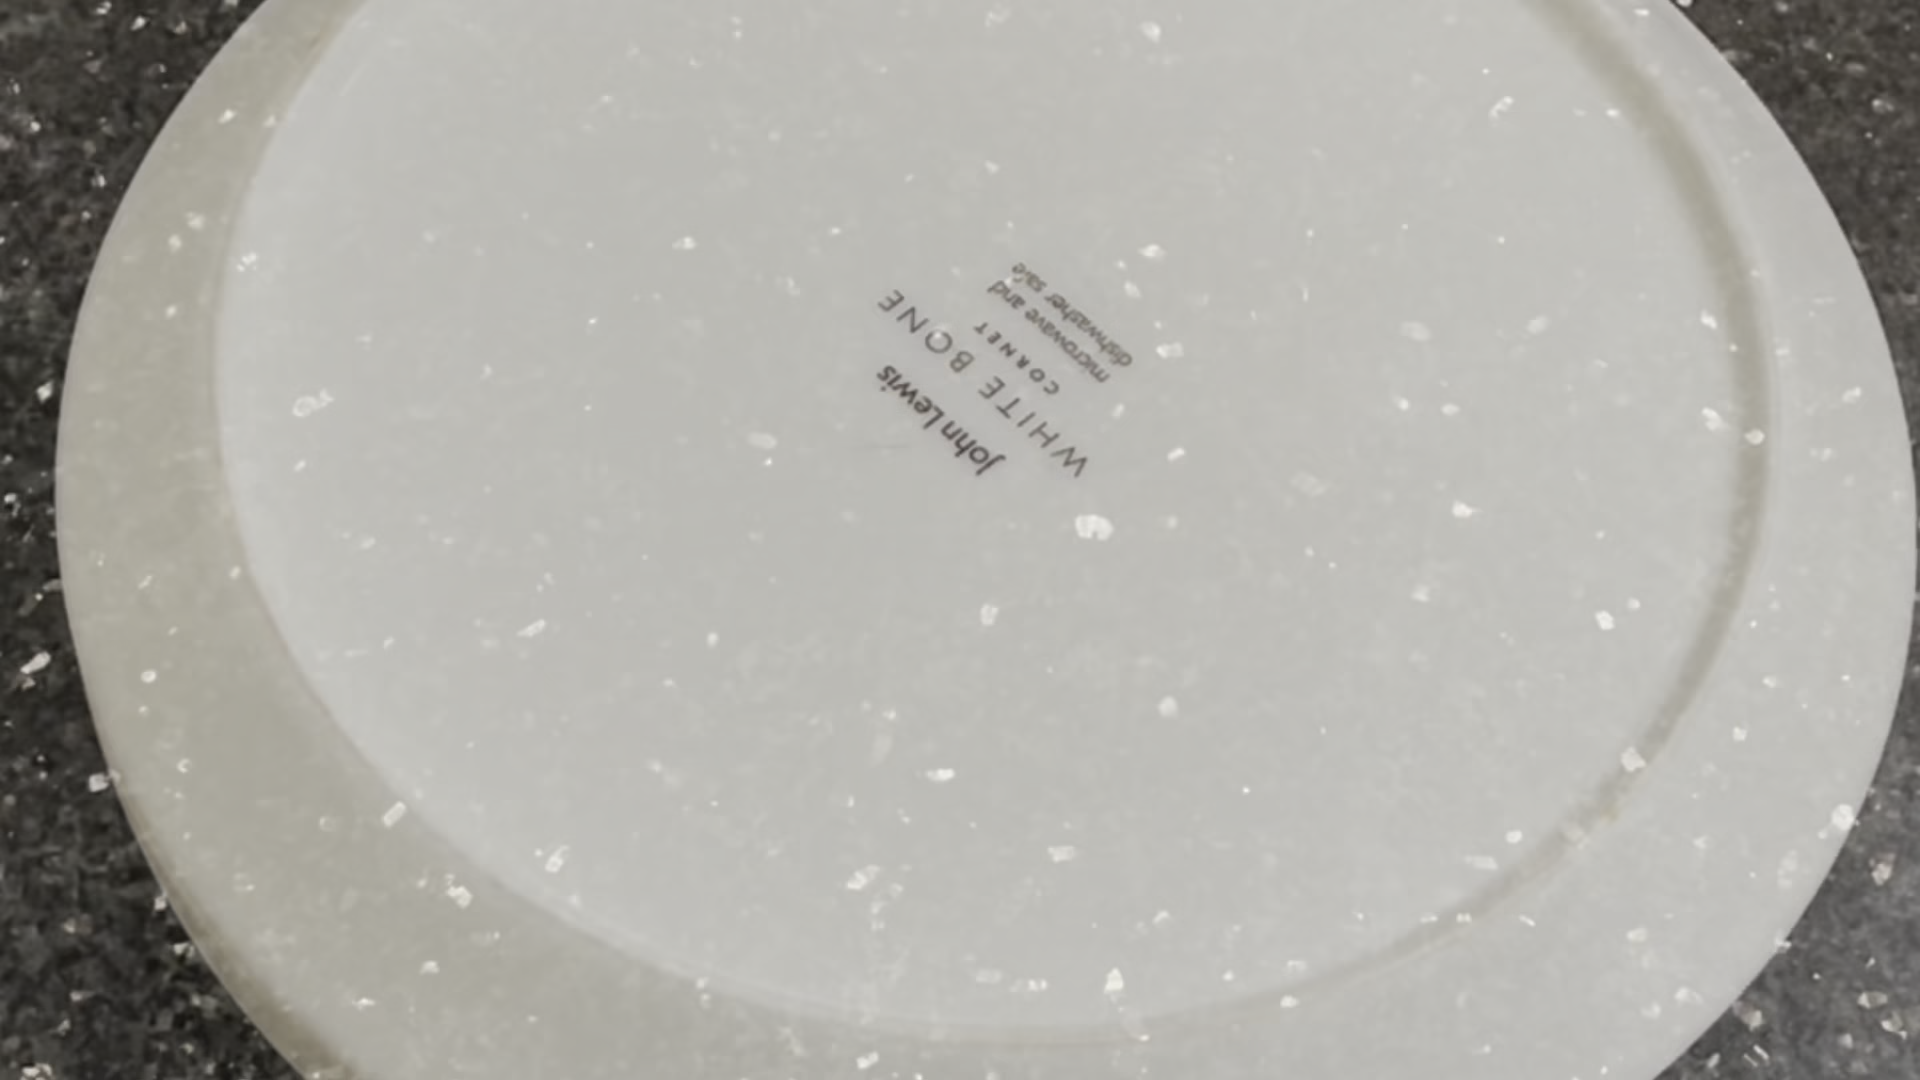 John Lewis
WHITE BONE
CORNET
microwave and
dishwasher safe